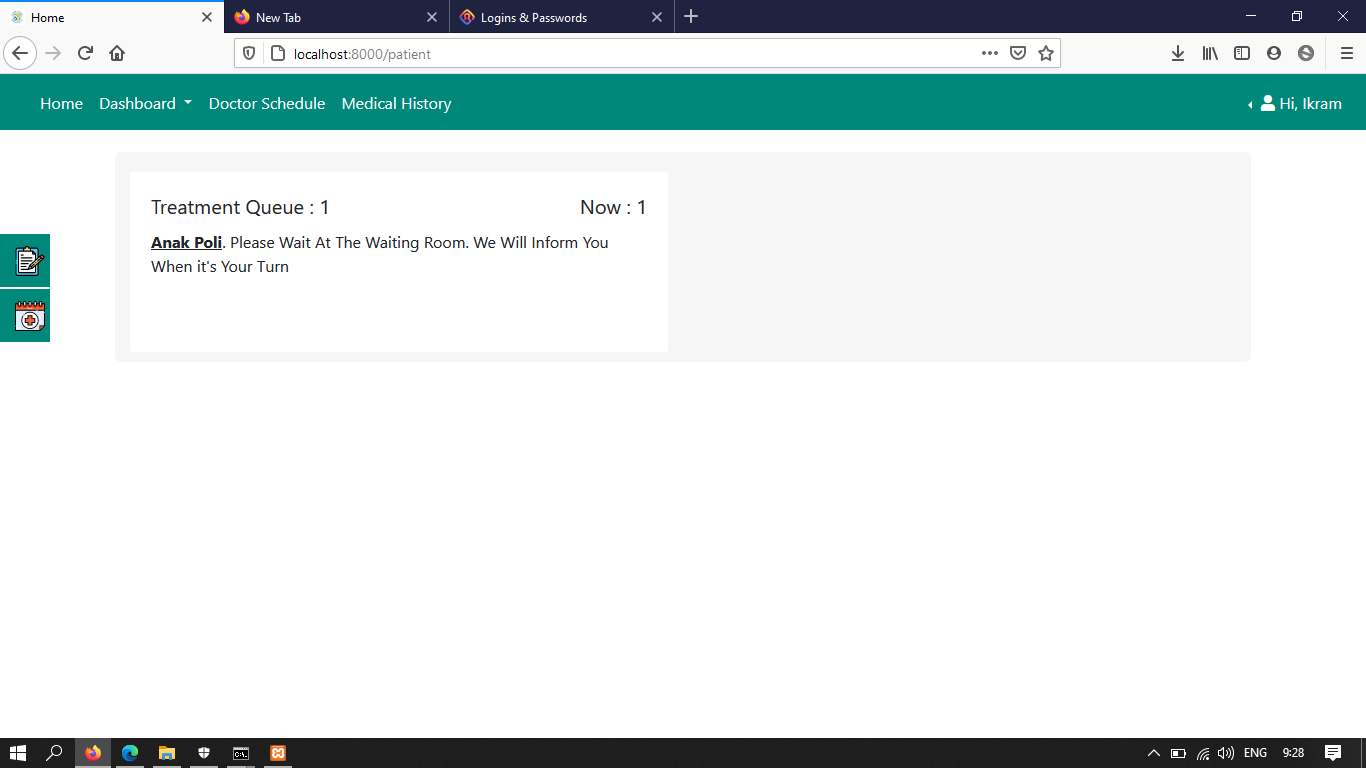 Home
New Tab
Logins & Passwords
localhost:8000/patient
Home Dashboard Doctor Schedule Medical History Hi, Ikram
Treatment Queue : 1 Now : 1
Anak Poli. Please Wait At The Waiting Room. We Will Inform You
When it's Your Turn
ENG 9:28